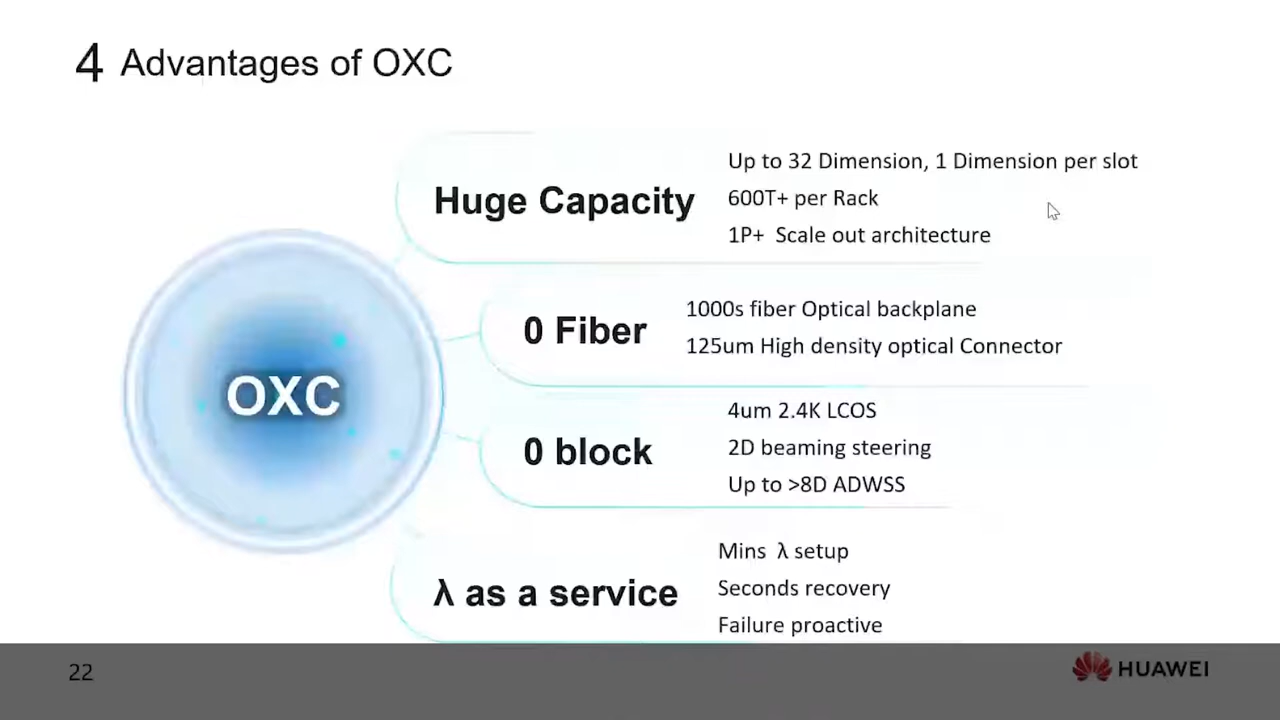 4 Advantages of OXC
OXC
Huge Capacity
Up to 32 Dimension, 1 Dimension per slot
600T+ per Rack
1P+ Scale out architecture
0 Fiber
1000s fiber Optical backplane
125um High density optical Connector
0 block
4um 2.4K LCOS
2D beaming steering
Up to >8D ADWSS
λ as a service
Mins λ setup
Seconds recovery
Failure proactive
22
HUAWEI